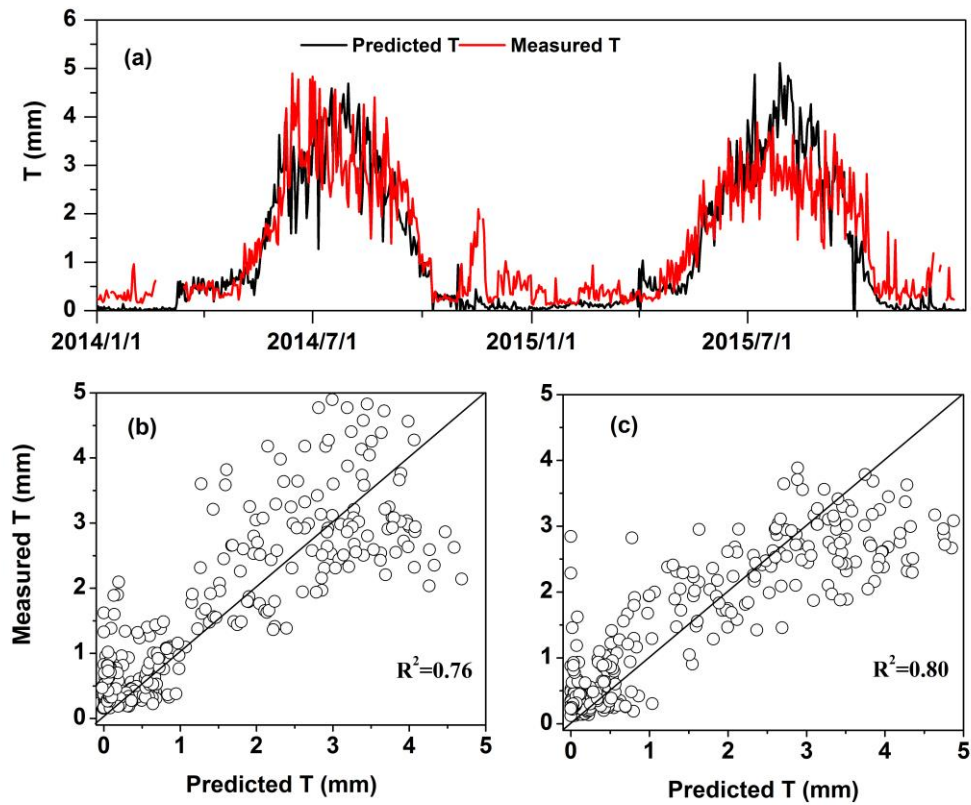 6
(a)
Predicted T
Measured T
5
4
3
2
1
0
T (mm)
2014/1/1
2014/7/1
2015/1/1
2015/7/1
5
(b)
4
3
2
1
0
Measured T (mm)
R²=0.76
0 1 2 3 4 5
Predicted T (mm)
5
(c)
4
3
2
1
0
R²=0.80
0 1 2 3 4 5
Predicted T (mm)